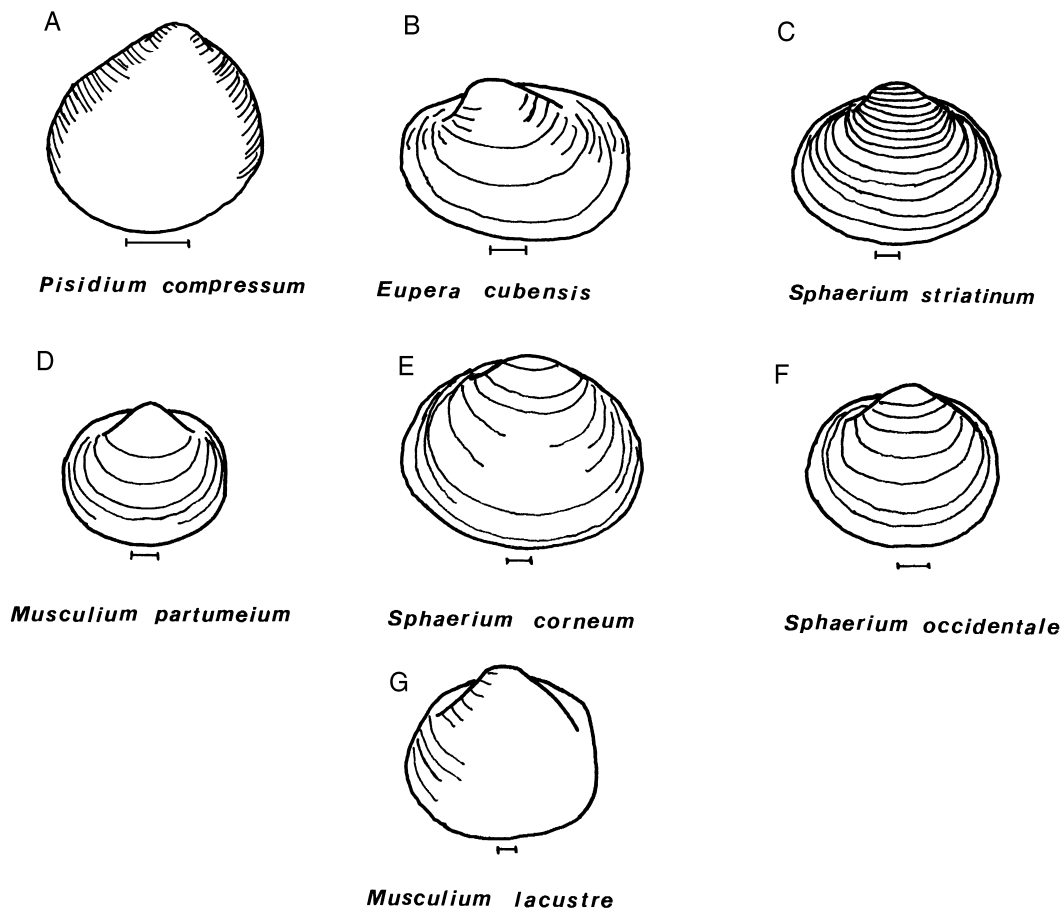 A
B
C
Pisidium compressum
Eupera cubensis
Sphaerium striatinum
D
E
F
Musculium partumeium
Sphaerium corneum
Sphaerium occidentale
G
Musculium lacustre